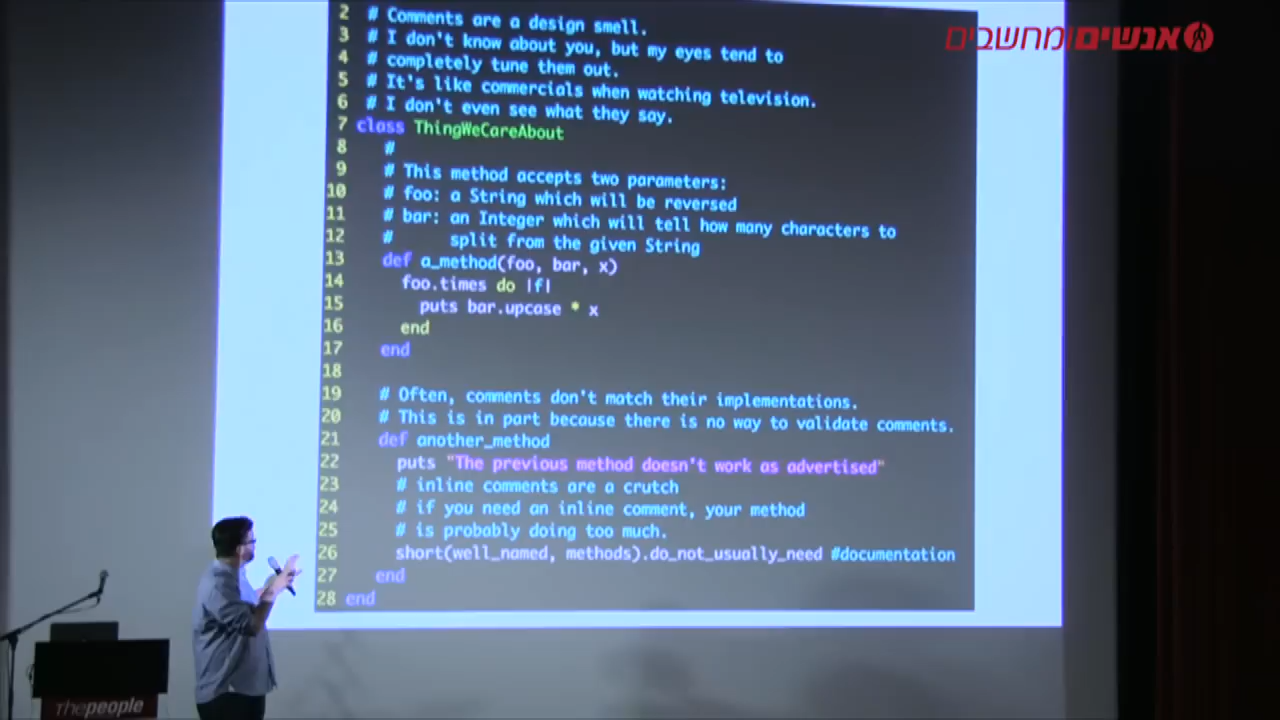 אנשיםומחשבים
2 # Comments are a design smell.
3 # I don't know about you, but my eyes tend to
4 # completely tune them out.
5 # It's like commercials when watching television.
6 # I don't even see what they say.
7 class ThingWeCareAbout
8 #
9 # This method accepts two parameters:
10 # foo: a String which will be reversed
11 # bar: an Integer which will tell how many characters to
12 # split from the given String
13 def a_method(foo, bar, x)
14 foo.times do |f|
15 puts bar.upcase * x
16 end
17 end
18
19 # Often, comments don't match their implementations.
20 # This is in part because there is no way to validate comments.
21 def another_method
22 puts "The previous method doesn't work as advertised"
23 # inline comments are a crutch
24 # if you need an inline comment, your method
25 # is probably doing too much.
26 short(well_named, methods).do_not_usually_need #documentation
27 end
28 end
Thepeople